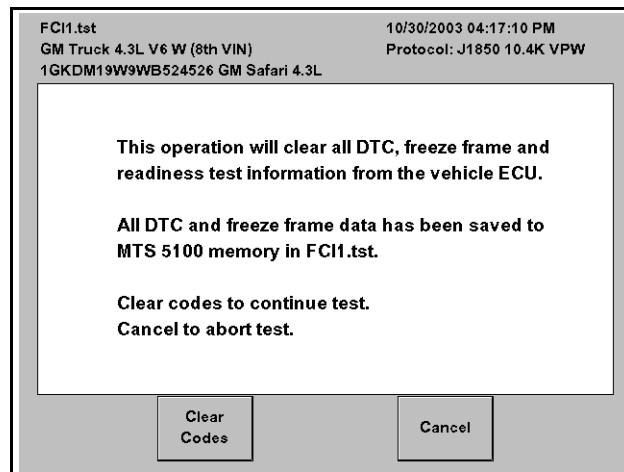 FCI1.tst 10/30/2003 04:17:10 PM
GM Truck 4.3L V6 W (8th VIN) Protocol: J1850 10.4K VPW
1GKDM19W9WB524526 GM Safari 4.3L
This operation will clear all DTC, freeze frame and
readiness test information from the vehicle ECU.
All DTC and freeze frame data has been saved to
MTS 5100 memory in FCI1.tst.
Clear codes to continue test.
Cancel to abort test.
Clear
Codes
Cancel